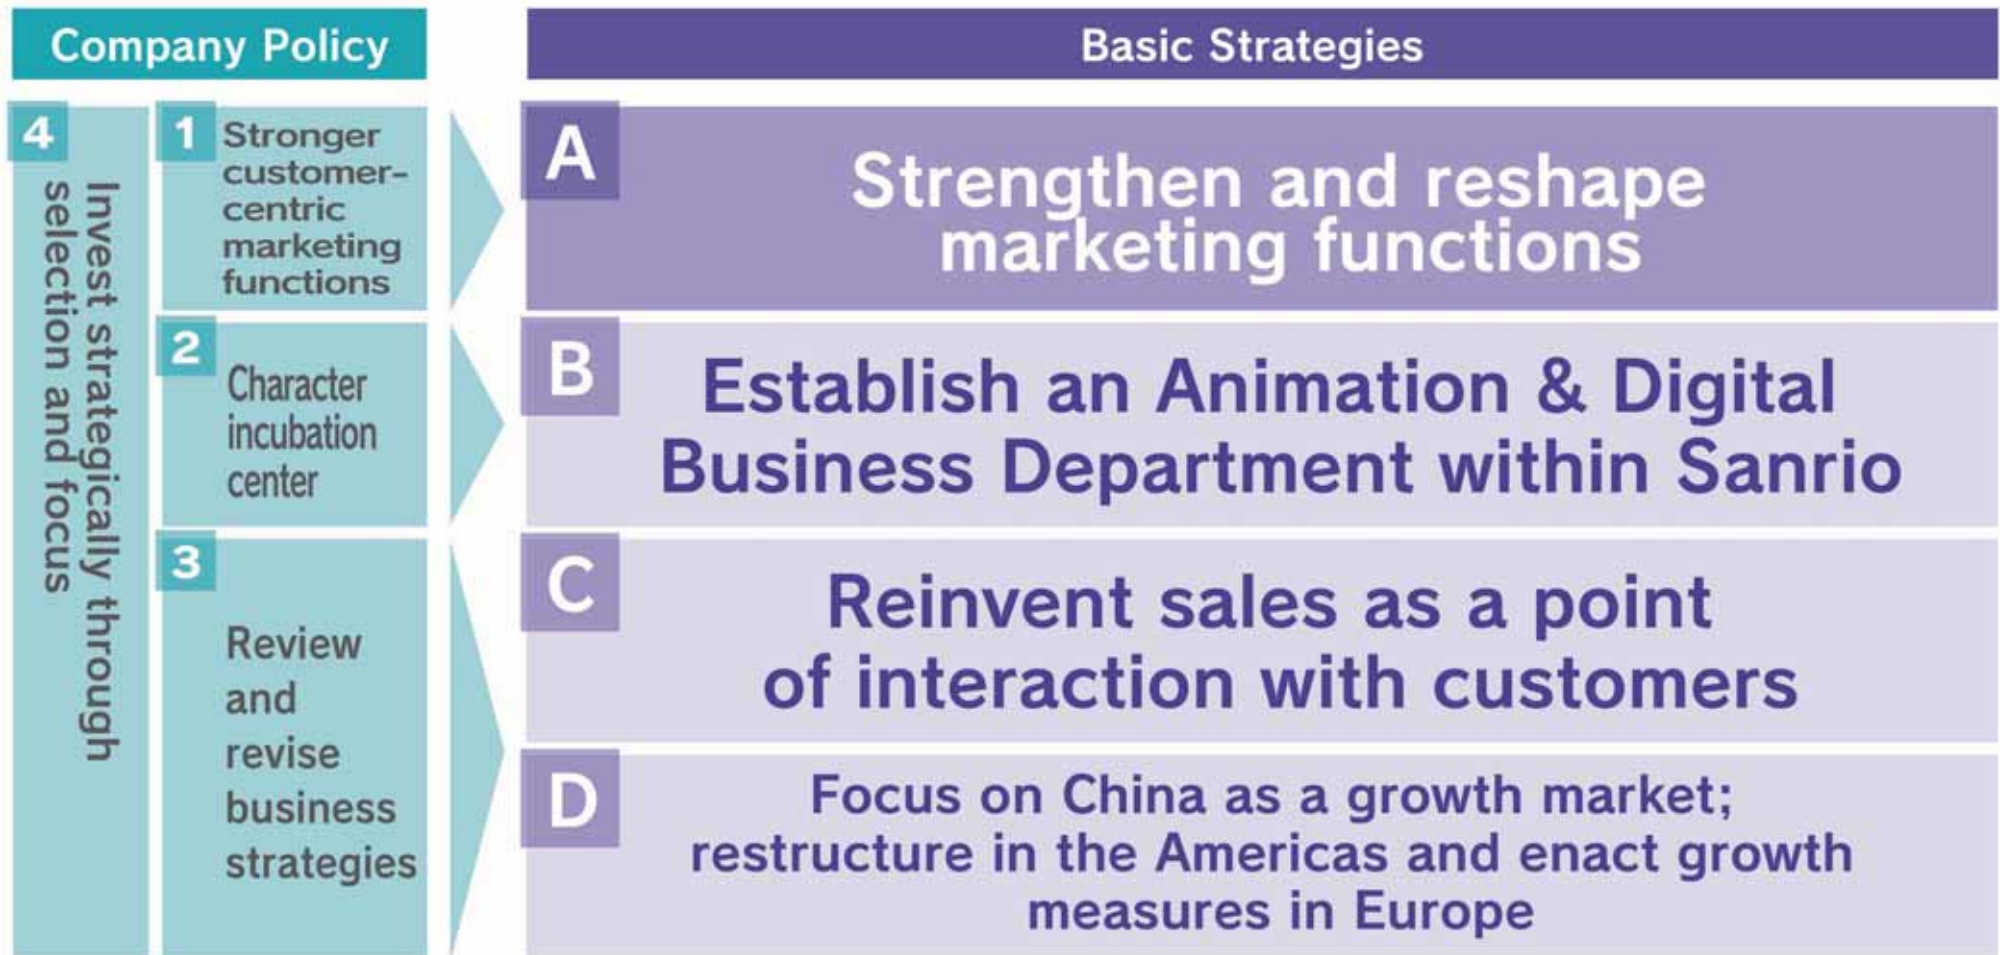 Company Policy
Basic Strategies
4
Invest strategically through
selection and focus
1
Stronger
customer-
centric
marketing
functions
A
Strengthen and reshape
marketing functions
2
Character
incubation
center
B
Establish an Animation & Digital
Business Department within Sanrio
3
Review
and
revise
business
strategies
C
Reinvent sales as a point
of interaction with customers
D
Focus on China as a growth market;
restructure in the Americas and enact growth
measures in Europe